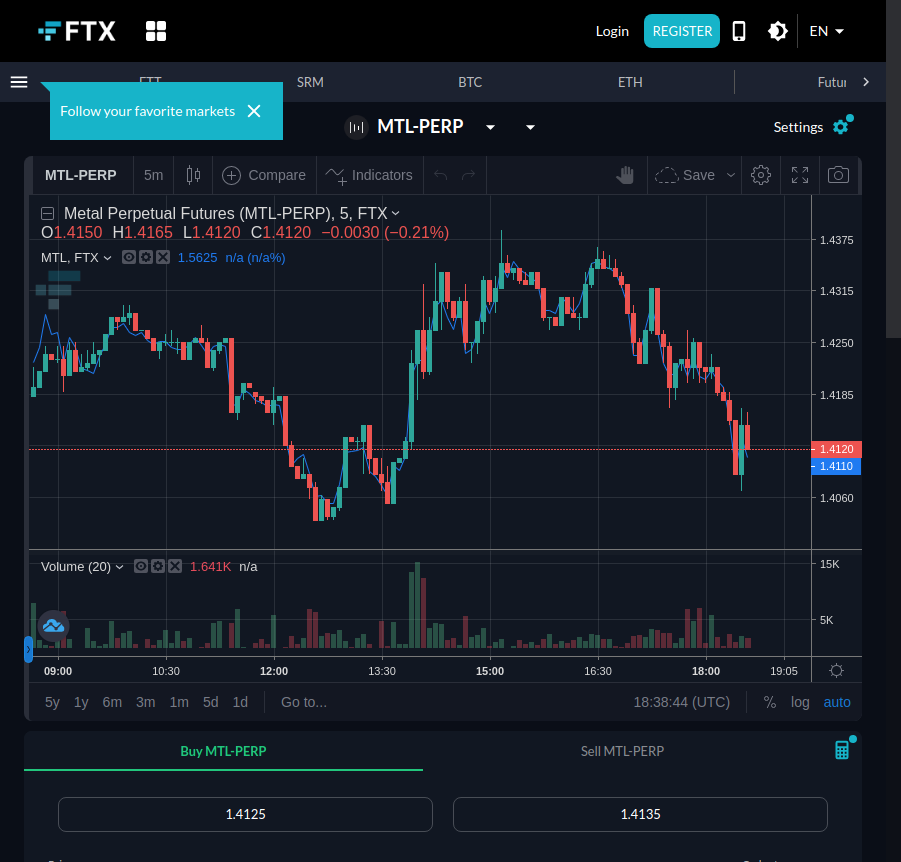 FTX
Login
REGISTER
EN
SRM
BTC
ETH
Futur
Follow your favorite markets
MTL-PERP
Settings
MTL-PERP
5m
Compare
Indicators
Save
Metal Perpetual Futures (MTL-PERP), 5, FTX
O1.4150 H1.4165 L1.4120 C1.4120 −0.0030 (−0.21%)
MTL, FTX
1.5625 n/a (n/a%)
1.4375
1.4315
1.4250
1.4185
1.4120
1.4110
1.4060
Volume (20)
1.641K n/a
15K
5K
09:00
10:30
12:00
13:30
15:00
16:30
18:00
19:05
5y 1y 6m 3m 1m 5d 1d
Go to...
18:38:44 (UTC)
% log auto
Buy MTL-PERP
Sell MTL-PERP
1.4125
1.4135